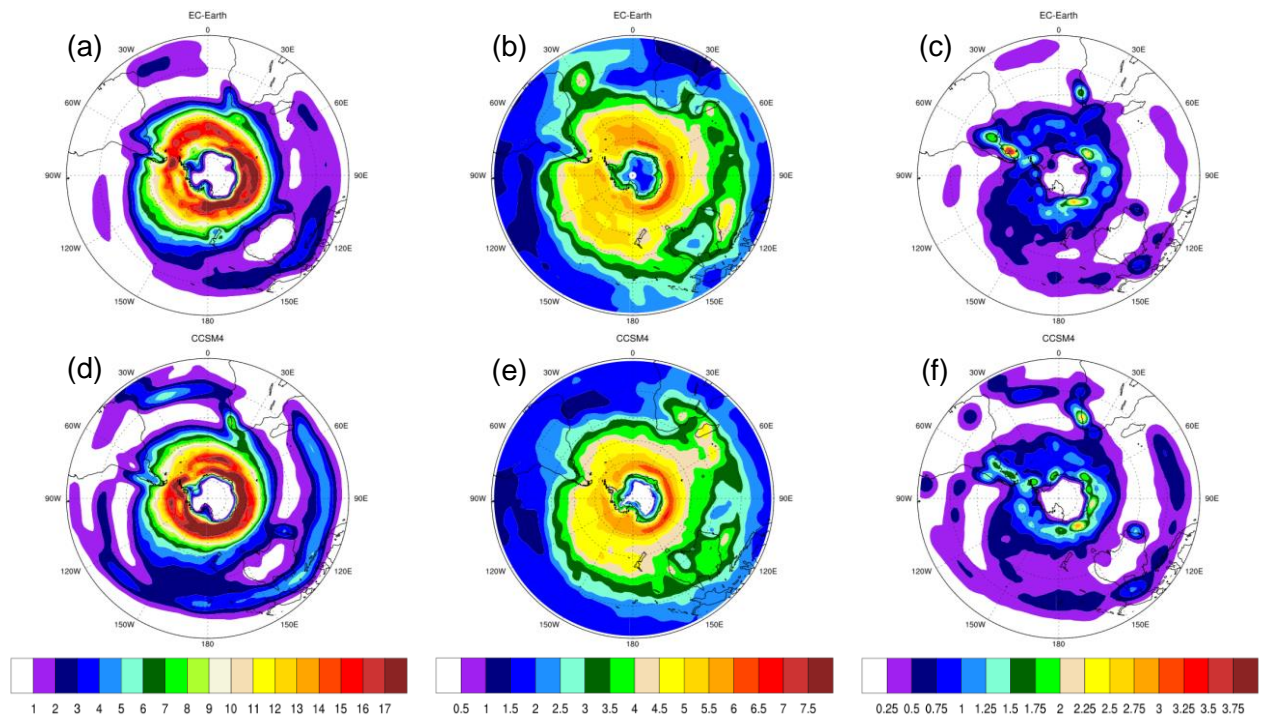 EC-Earth EC-Earth EC-Earth
(a) (b) (c)
0 0 0
30W 30E 30W 30E 30W 30E
60W 60E 60W 60E 60W 60E
90W 90E 90W 90E 90W 90E
120W 120E 120W 120E 120W 120E
150W 150E 150W 150E 150W 150E
180 180 180
CCSM4 CCSM4 CCSM4
(d) (e) (f)
0 0 0
30W 30E 30W 30E 30W 30E
60W 60E 60W 60E 60W 60E
90W 90E 90W 90E 90W 90E
120W 120E 120W 120E 120W 120E
150W 150E 150W 150E 150W 150E
180 180 180
1 2 3 4 5 6 7 8 9 10 11 12 13 14 15 16 17
0.5 1 1.5 2 2.5 3 3.5 4 4.5 5 5.5 6 6.5 7 7.5
0.25 0.5 0.75 1 1.25 1.5 1.75 2 2.25 2.5 2.75 3 3.25 3.5 3.75